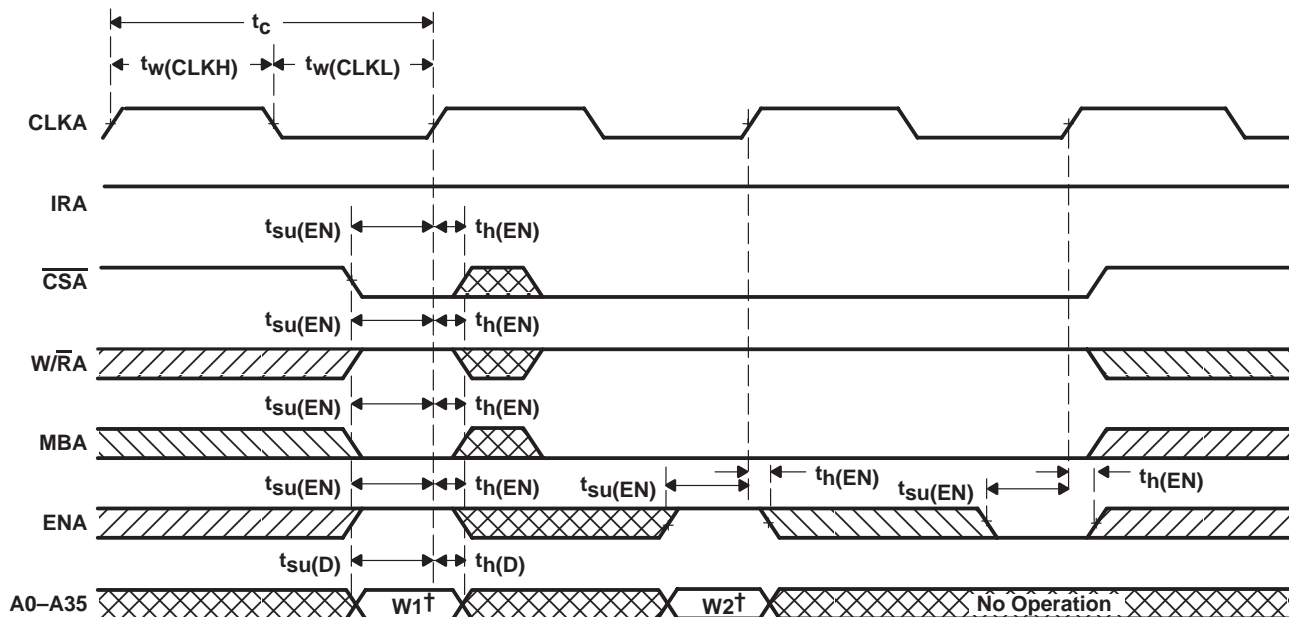 tc
tw(CLKH) tw(CLKL)
CLKA
IRA
tsu(EN) th(EN)
CSA
tsu(EN) th(EN)
W/RA
tsu(EN) th(EN)
MBA
tsu(EN) th(EN) tsu(EN) th(EN) tsu(EN) th(EN)
ENA
tsu(D) th(D)
A0–A35 W1† W2† No Operation